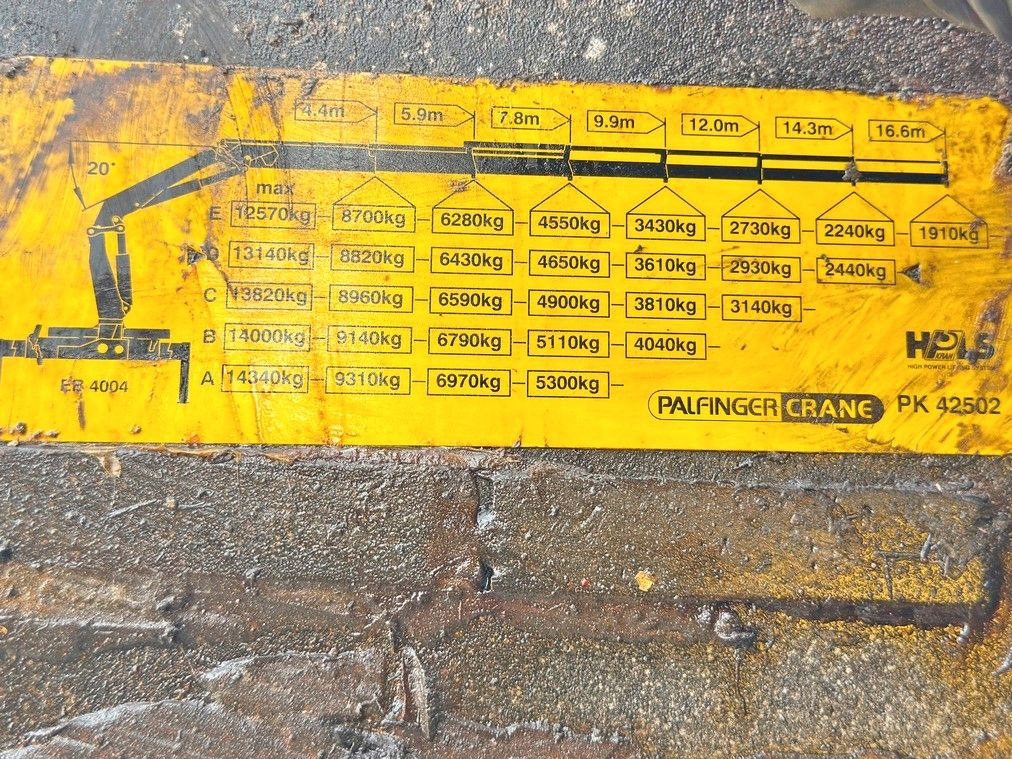 4.4m 5.9m 7.8m 9.9m 12.0m 14.3m 16.6m
20°
max
E 12570kg 8700kg 6280kg 4550kg 3430kg 2730kg 2240kg 1910kg
D 13140kg 8820kg 6430kg 4650kg 3610kg 2930kg 2440kg
C 13820kg 8960kg 6590kg 4900kg 3810kg 3140kg
B 14000kg 9140kg 6790kg 5110kg 4040kg
A 14340kg 9310kg 6970kg 5300kg
HPLS
KRAN
HIGH POWER LIFTING SYSTEM
4004
PALFINGER CRANE PK 42502